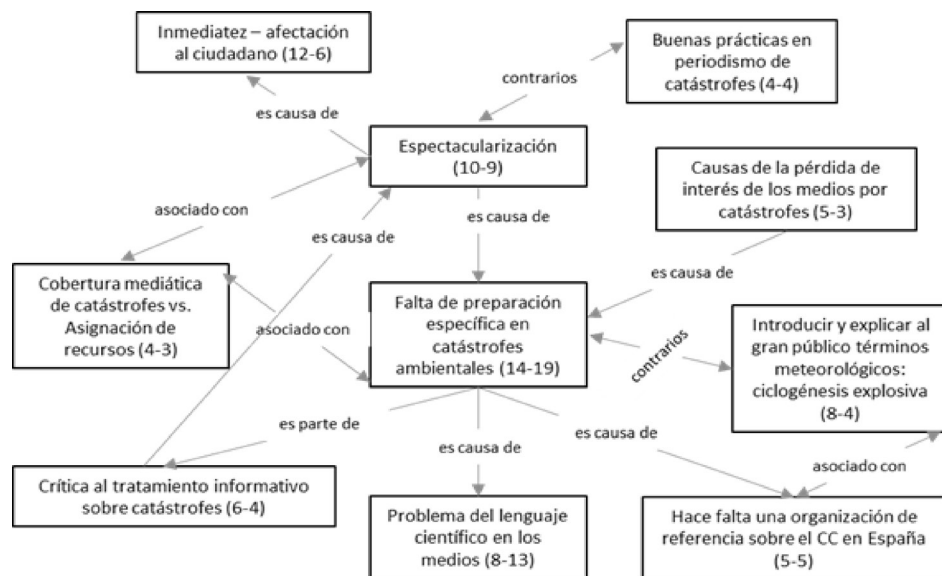 Inmediatez – afectación
al ciudadano (12-6)
Buenas prácticas en
periodismo de
catástrofes (4-4)
contrarios
es causa de
Espectacularización
(10-9)
Causas de la pérdida de
interés de los medios por
catástrofes (5-3)
asociado con
es causa de
es causa de
es causa de
Cobertura mediática
de catástrofes vs.
Asignación de
recursos (4-3)
asociado con
Falta de preparación
específica en
catástrofes
ambientales (14-19)
contrarios
Introducir y explicar al
gran público términos
meteorológicos:
ciclogénesis explosiva
(8-4)
es parte de
es causa de
es causa de
asociado con
Crítica al tratamiento informativo
sobre catástrofes (6-4)
Problema del lenguaje
científico en los
medios (8-13)
Hace falta una organización de
referencia sobre el CC en España
(5-5)